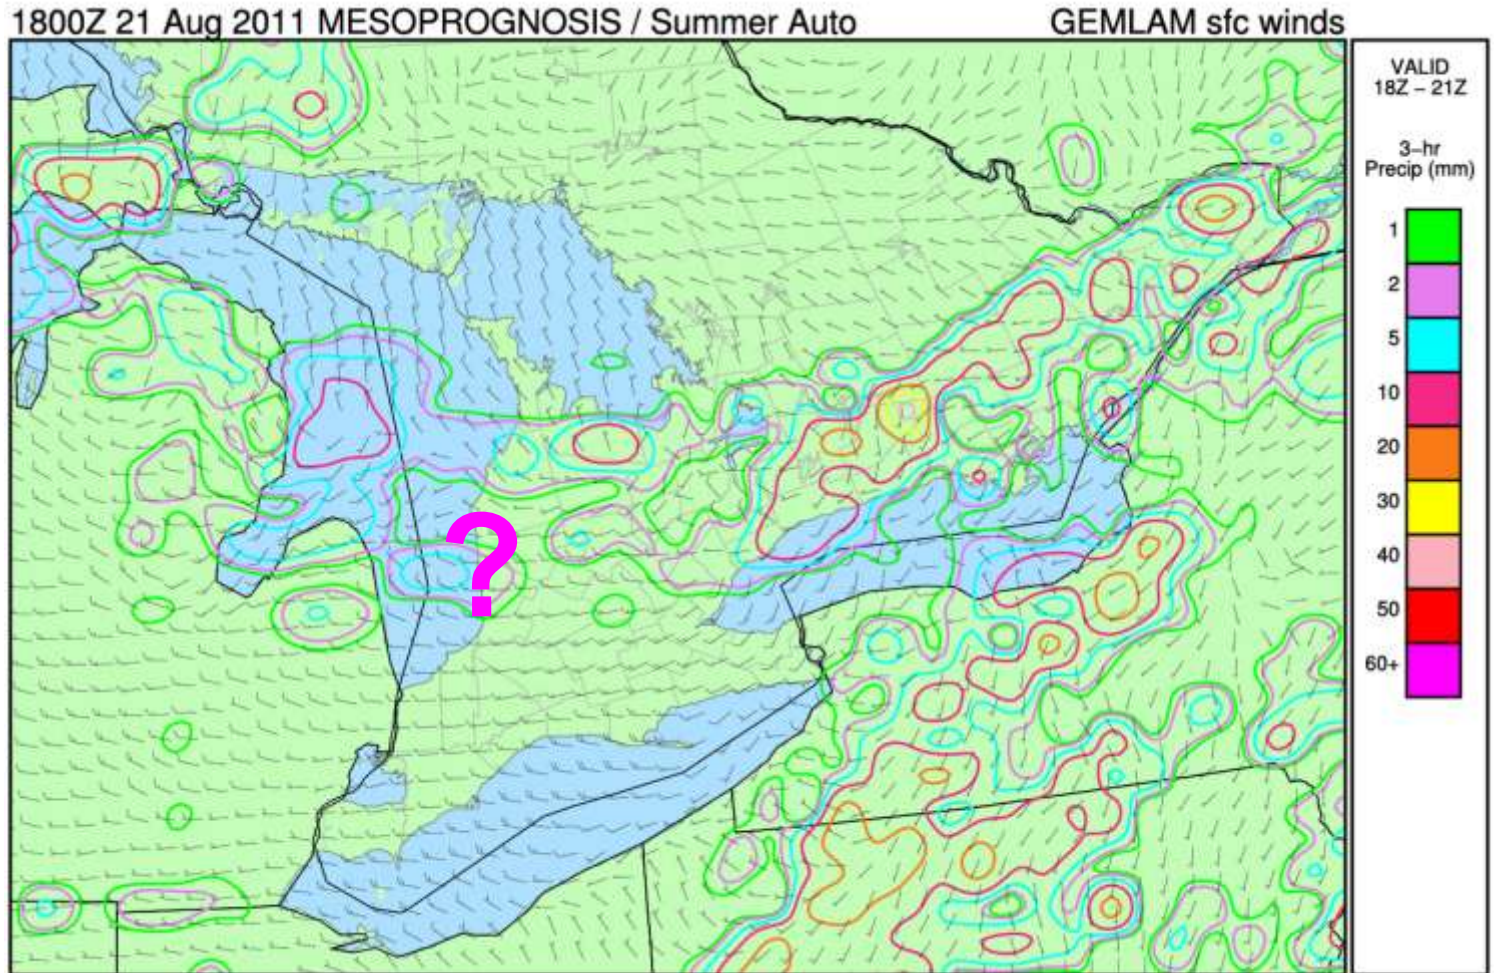 1800Z 21 Aug 2011 MESOPROGNOSIS / Summer Auto
GEMLAM sfc winds
VALID
18Z – 21Z
3–hr
Precip (mm)
1
2
5
10
20
30
40
50
60+
?